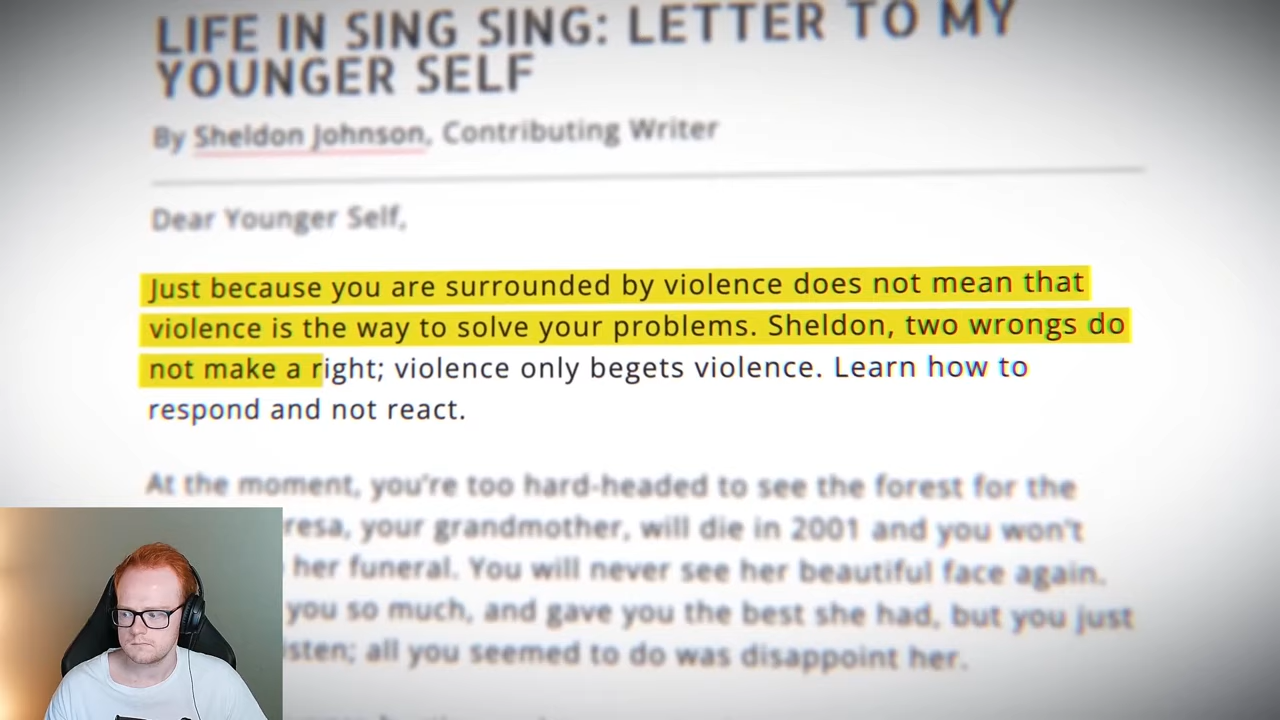 LIFE IN SING SING: LETTER TO MY
YOUNGER SELF
By Sheldon Johnson, Contributing Writer
Dear Younger Self,
Just because you are surrounded by violence does not mean that
violence is the way to solve your problems. Sheldon, two wrongs do
not make a right; violence only begets violence. Learn how to
respond and not react.
At the moment, you're too hard-headed to see the forest for the
resa, your grandmother, will die in 2001 and you won't
her funeral. You will never see her beautiful face again.
you so much, and gave you the best she had, but you just
isten; all you seemed to do was disappoint her.